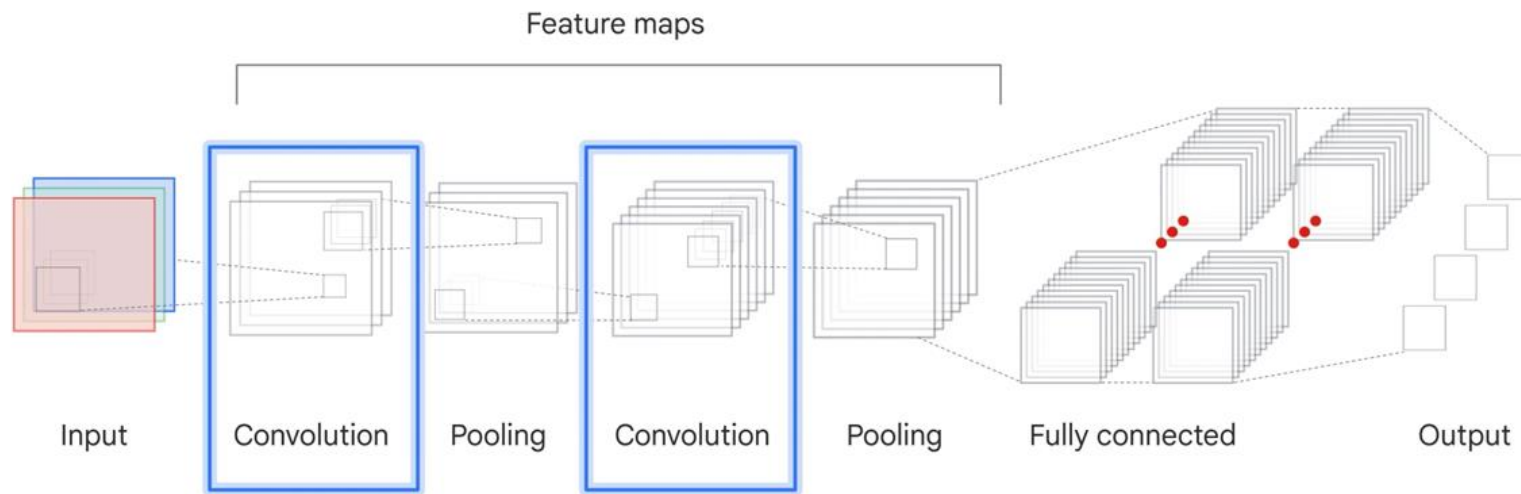 Feature maps
Input
Convolution
Pooling
Convolution
Pooling
Fully connected
Output